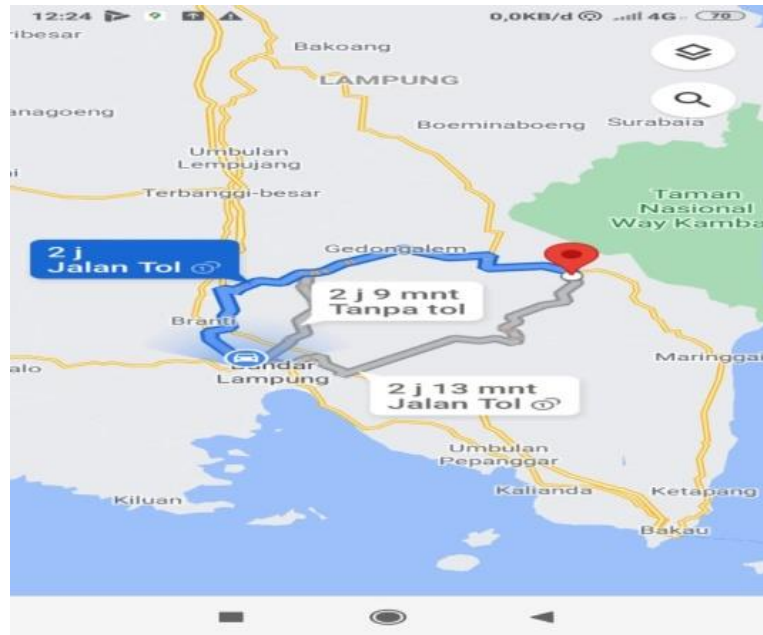 12:24
0,0KB/d 4G 70
ribesar
Bakoang
LAMPUNG
anagoeng
Boeminaboeng
Surabaia
Umbulan
Lempujang
Terbanggi-besar
Taman
Nasional
Way Kamba
2 j
Jalan Tol
Gedongalem
2 j 9 mnt
Tanpa tol
Branti
Maringgai
alo
Bandar
Lampung
2 j 13 mnt
Jalan Tol
Umbulan
Pepanggar
Kiluan
Kalianda
Ketapang
Bakau